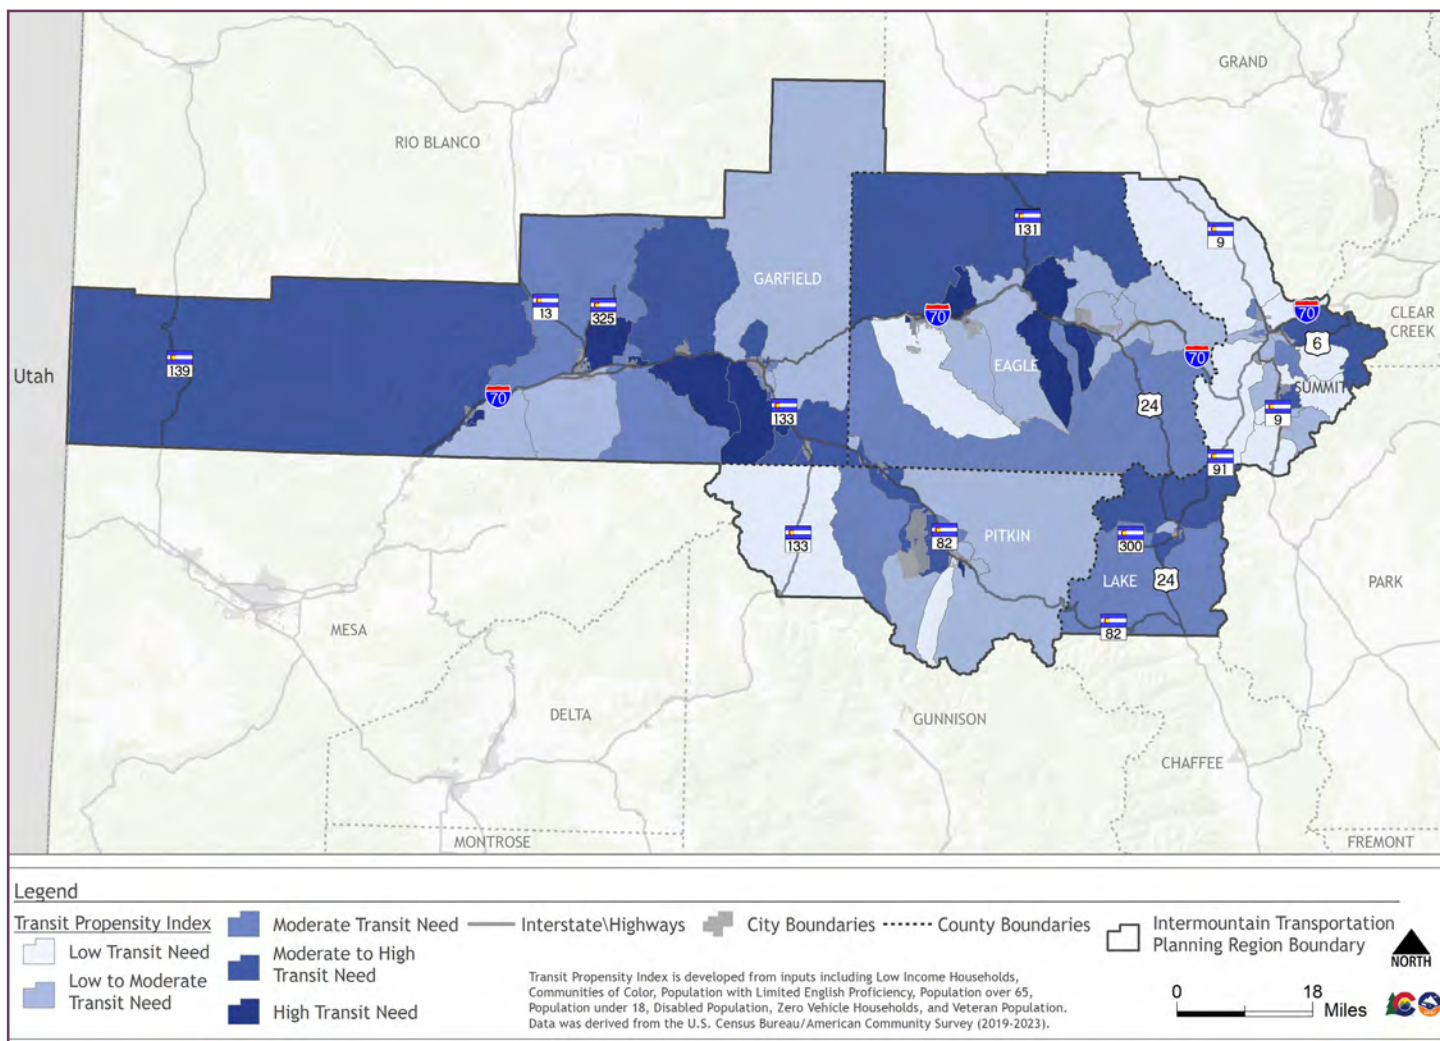 GRAND
RIO BLANCO
131
9
GARFIELD
13
325
70
70
CLEAR
CREEK
6
139
Utah
70
EAGLE
70
SUMMIT
24
133
9
91
133
82
PITKIN
300
LAKE
24
PARK
82
MESA
DELTA
GUNNISON
CHAFFEE
MONTROSE
FREMONT
Legend
Transit Propensity Index
Low Transit Need
Low to Moderate
Transit Need
Moderate Transit Need
Moderate to High
Transit Need
High Transit Need
Interstate\Highways
City Boundaries
County Boundaries
Intermountain Transportation
Planning Region Boundary
Transit Propensity Index is developed from inputs including Low Income Households,
Communities of Color, Population with Limited English Proficiency, Population over 65,
Population under 18, Disabled Population, Zero Vehicle Households, and Veteran Population.
Data was derived from the U.S. Census Bureau/American Community Survey (2019-2023).
NORTH
0 18
Miles